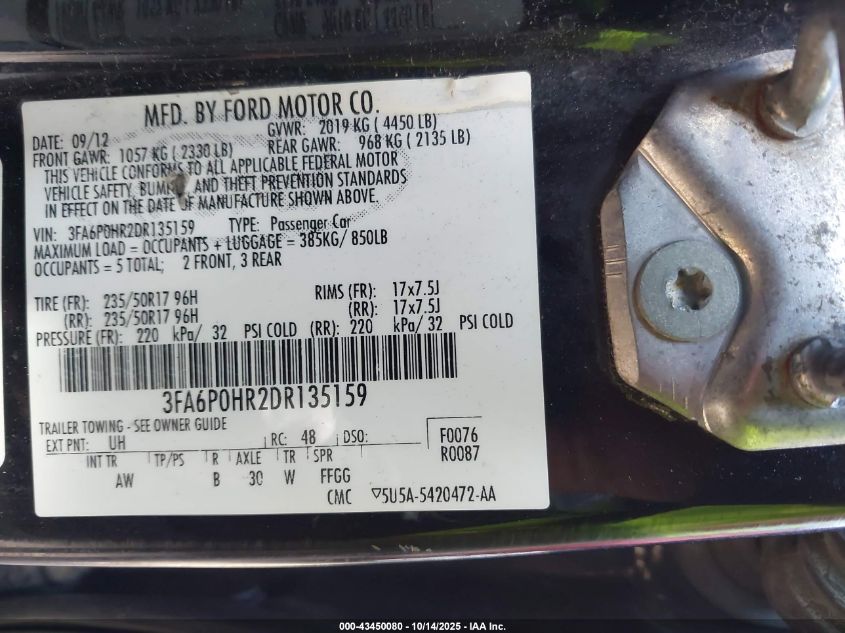 MFD. BY FORD MOTOR CO.
DATE: 09/12 GVWR: 2019 KG ( 4450 LB)
FRONT GAWR: 1057 KG ( 2330 LB) REAR GAWR: 968 KG ( 2135 LB)
THIS VEHICLE CONFORMS TO ALL APPLICABLE FEDERAL MOTOR
VEHICLE SAFETY, AND THEFT PREVENTION STANDARDS
IN EFFECT ON THE DATE OF MANUFACTURE SHOWN ABOVE.
VIN: 3FA6P0HR2DR135159 TYPE: Passenger Car
MAXIMUM LOAD = OCCUPANTS + LUGGAGE = 385KG/ 850LB
OCCUPANTS = 5 TOTAL; 2 FRONT, 3 REAR
TIRE (FR): 235/50R17 96H RIMS (FR): 17x7.5J
(RR): 235/50R17 96H (RR): 17x7.5J
PRESSURE (FR): 220 kPa/ 32 PSI COLD (RR): 220 kPa/ 32 PSI COLD
3FA6P0HR2DR135159
TRAILER TOWING - SEE OWNER GUIDE
EXT PNT: UH RC: 48 DSO: F0076
INT TR TP/PS R AXLE TR SPR R0087
AW B 30 W FFGG
CMC ▽5U5A-5420472-AA
000-43450080 - 10/14/2025 - IAA Inc.